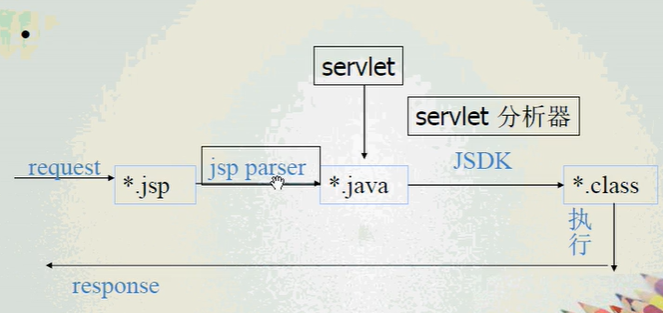 servlet
servlet 分析器
request
*.jsp
jsp parser
*.java
JSDK
*.class
执
行
response